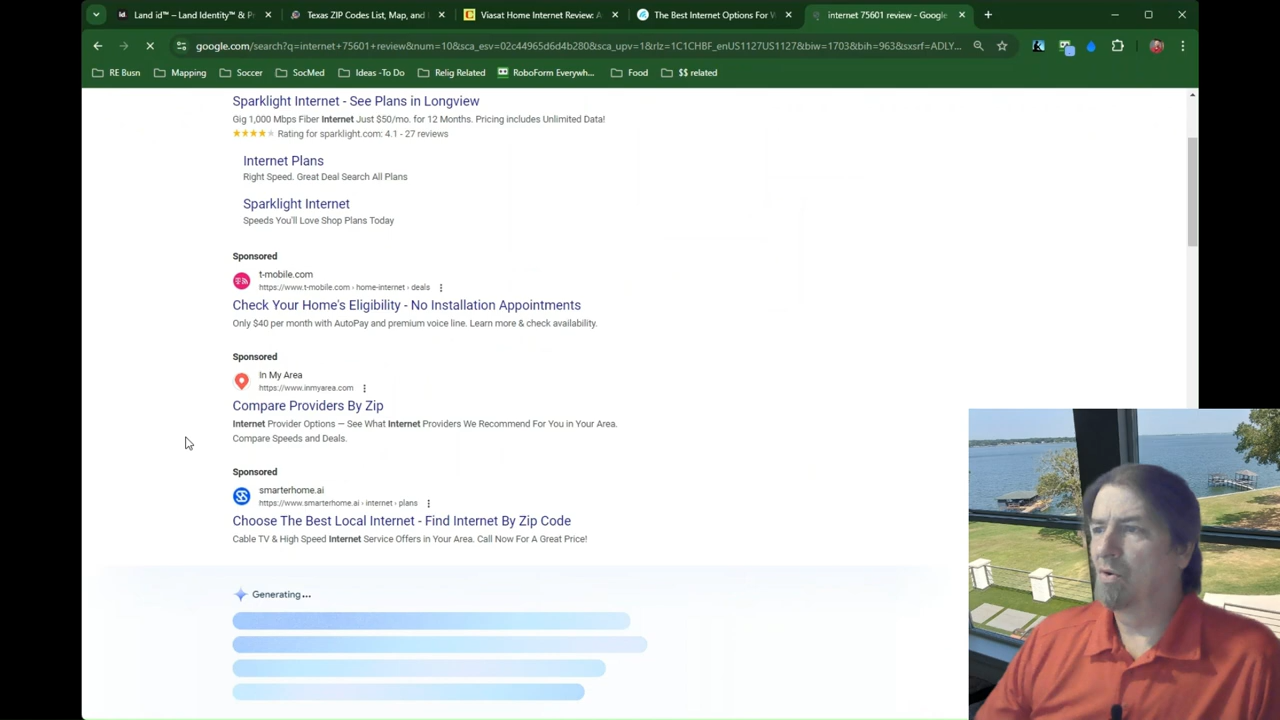 Land id™ – Land Identity™ & P
Texas ZIP Codes List, Map, and
Viasat Home Internet Review: A
The Best Internet Options For W
internet 75601 review - Google
google.com/search?q=internet+75601+review&num=10&sca_esv=02c44965d6d4b280&sca_upv=1&rlz=1C1CHBF_enUS1127US1127&biw=1703&bih=963&sxsrf=ADLY...
RE Busn
Mapping
Soccer
SocMed
Ideas -To Do
Relig Related
RoboForm Everywh...
Food
$$ related
Sparklight Internet - See Plans in Longview
Gig 1,000 Mbps Fiber Internet Just $50/mo. for 12 Months. Pricing includes Unlimited Data!
Rating for sparklight.com: 4.1 - 27 reviews
Internet Plans
Right Speed. Great Deal Search All Plans
Sparklight Internet
Speeds You'll Love Shop Plans Today
Sponsored
t-mobile.com
https://www.t-mobile.com › home-internet › deals
Check Your Home's Eligibility - No Installation Appointments
Only $40 per month with AutoPay and premium voice line. Learn more & check availability.
Sponsored
In My Area
https://www.inmyarea.com
Compare Providers By Zip
Internet Provider Options — See What Internet Providers We Recommend For You in Your Area.
Compare Speeds and Deals.
Sponsored
smarterhome.ai
https://www.smarterhome.ai › internet › plans
Choose The Best Local Internet - Find Internet By Zip Code
Cable TV & High Speed Internet Service Offers in Your Area. Call Now For A Great Price!
Generating...